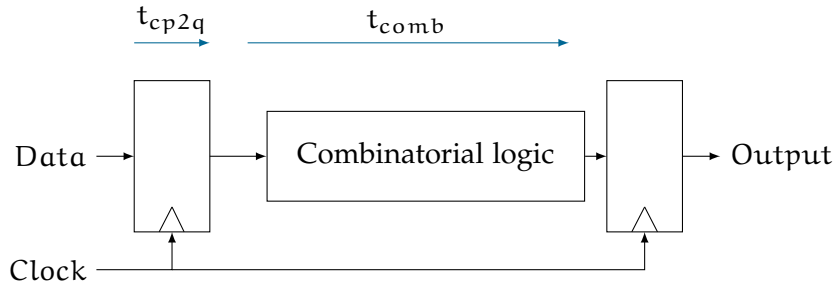 t_cp2q
t_comb
Data
Combinatorial logic
Output
Clock